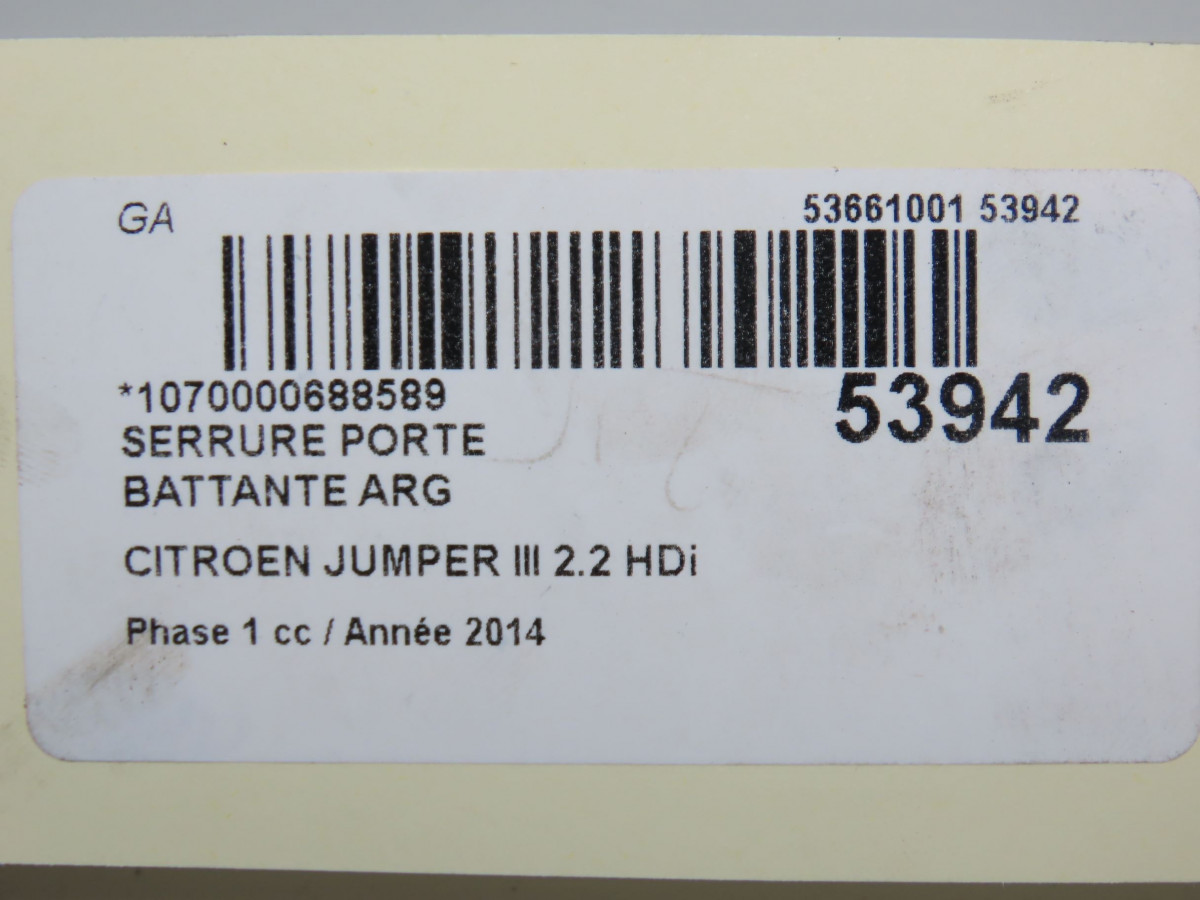 GA
53661001 53942
*1070000688589
53942
SERRURE PORTE
BATTANTE ARG
CITROEN JUMPER III 2.2 HDi
Phase 1 cc / Année 2014